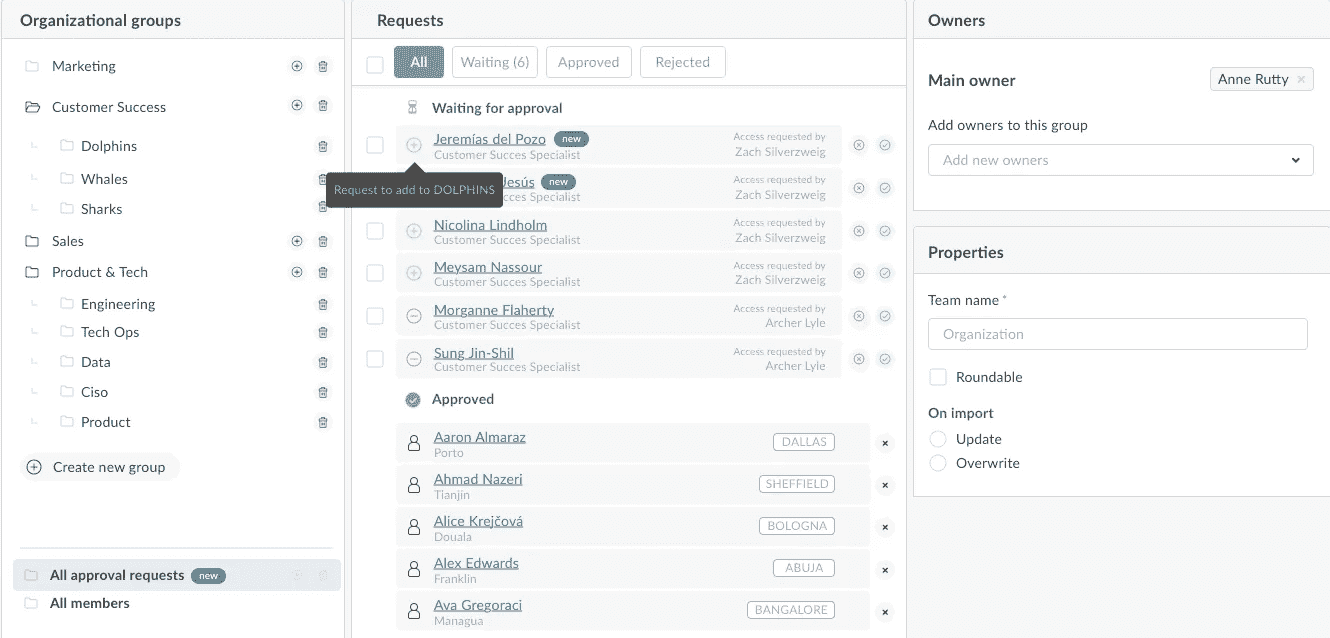 Organizational groups
Marketing
Customer Success
Dolphins
Whales
Sharks
Sales
Product & Tech
Engineering
Tech Ops
Data
Ciso
Product
Create new group
All approval requests new
All members
Requests
All Waiting (6) Approved Rejected
Waiting for approval
Jeremías del Pozo new
Customer Succes Specialist
Access requested by
Zach Silverzweig
Request to add to DOLPHINS
Jesús new
Customer Succes Specialist
Access requested by
Zach Silverzweig
Nicolina Lindholm
Customer Succes Specialist
Access requested by
Zach Silverzweig
Meysam Nassour
Customer Succes Specialist
Access requested by
Zach Silverzweig
Morganne Flaherty
Customer Succes Specialist
Access requested by
Archer Lyle
Sung Jin-Shil
Customer Succes Specialist
Access requested by
Archer Lyle
Approved
Aaron Almaraz
Porto
DALLAS
Ahmad Nazeri
Tianjin
SHEFFIELD
Alice Krejčová
Douala
BOLOGNA
Alex Edwards
Franklin
ABUJA
Ava Gregoraci
Managua
BANGALORE
Owners
Main owner
Anne Rutty
Add owners to this group
Add new owners
Properties
Team name *
Organization
Roundable
On import
Update
Overwrite